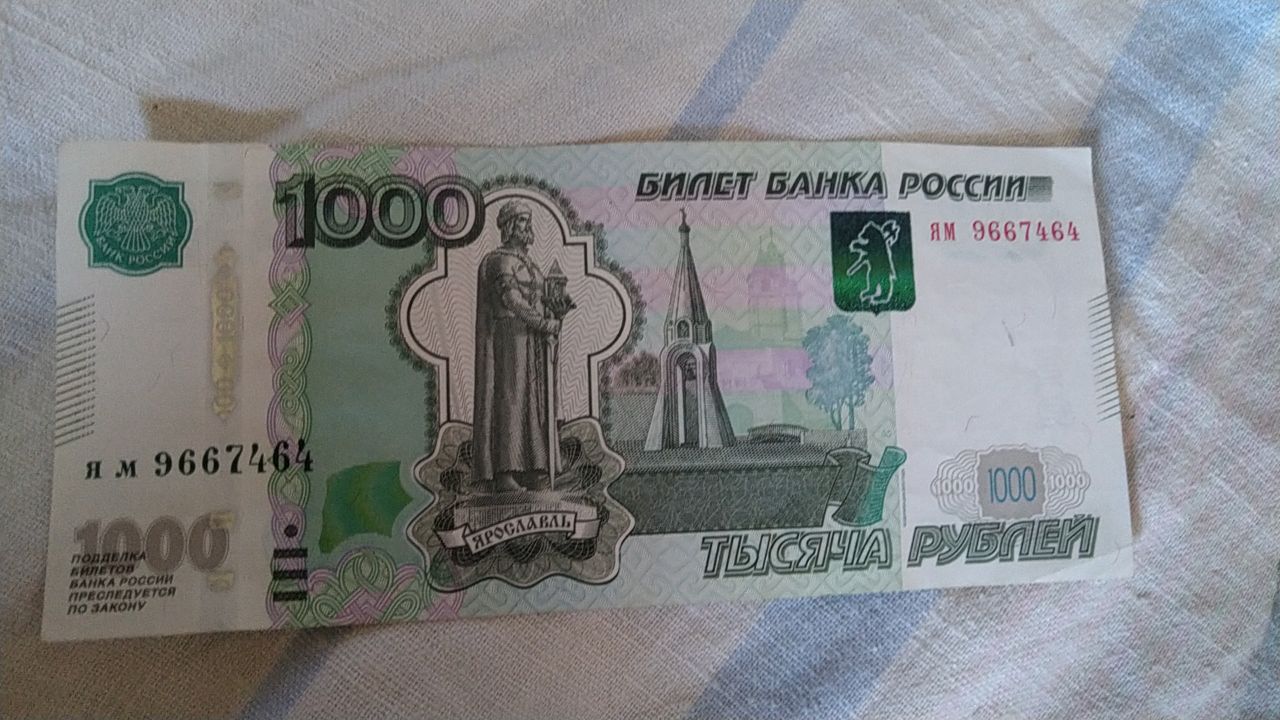 1000
БИЛЕТ БАНКА РОССИИ
БАНК РОССИИ
ЯМ 9667464
ям 9667464
ЯРОСЛАВЛЬ
1000 1000 1000
ТЫСЯЧА РУБЛЕЙ
1000
ПОДДЕЛКА
БИЛЕТОВ
БАНКА РОССИИ
ПРЕСЛЕДУЕТСЯ
ПО ЗАКОНУ